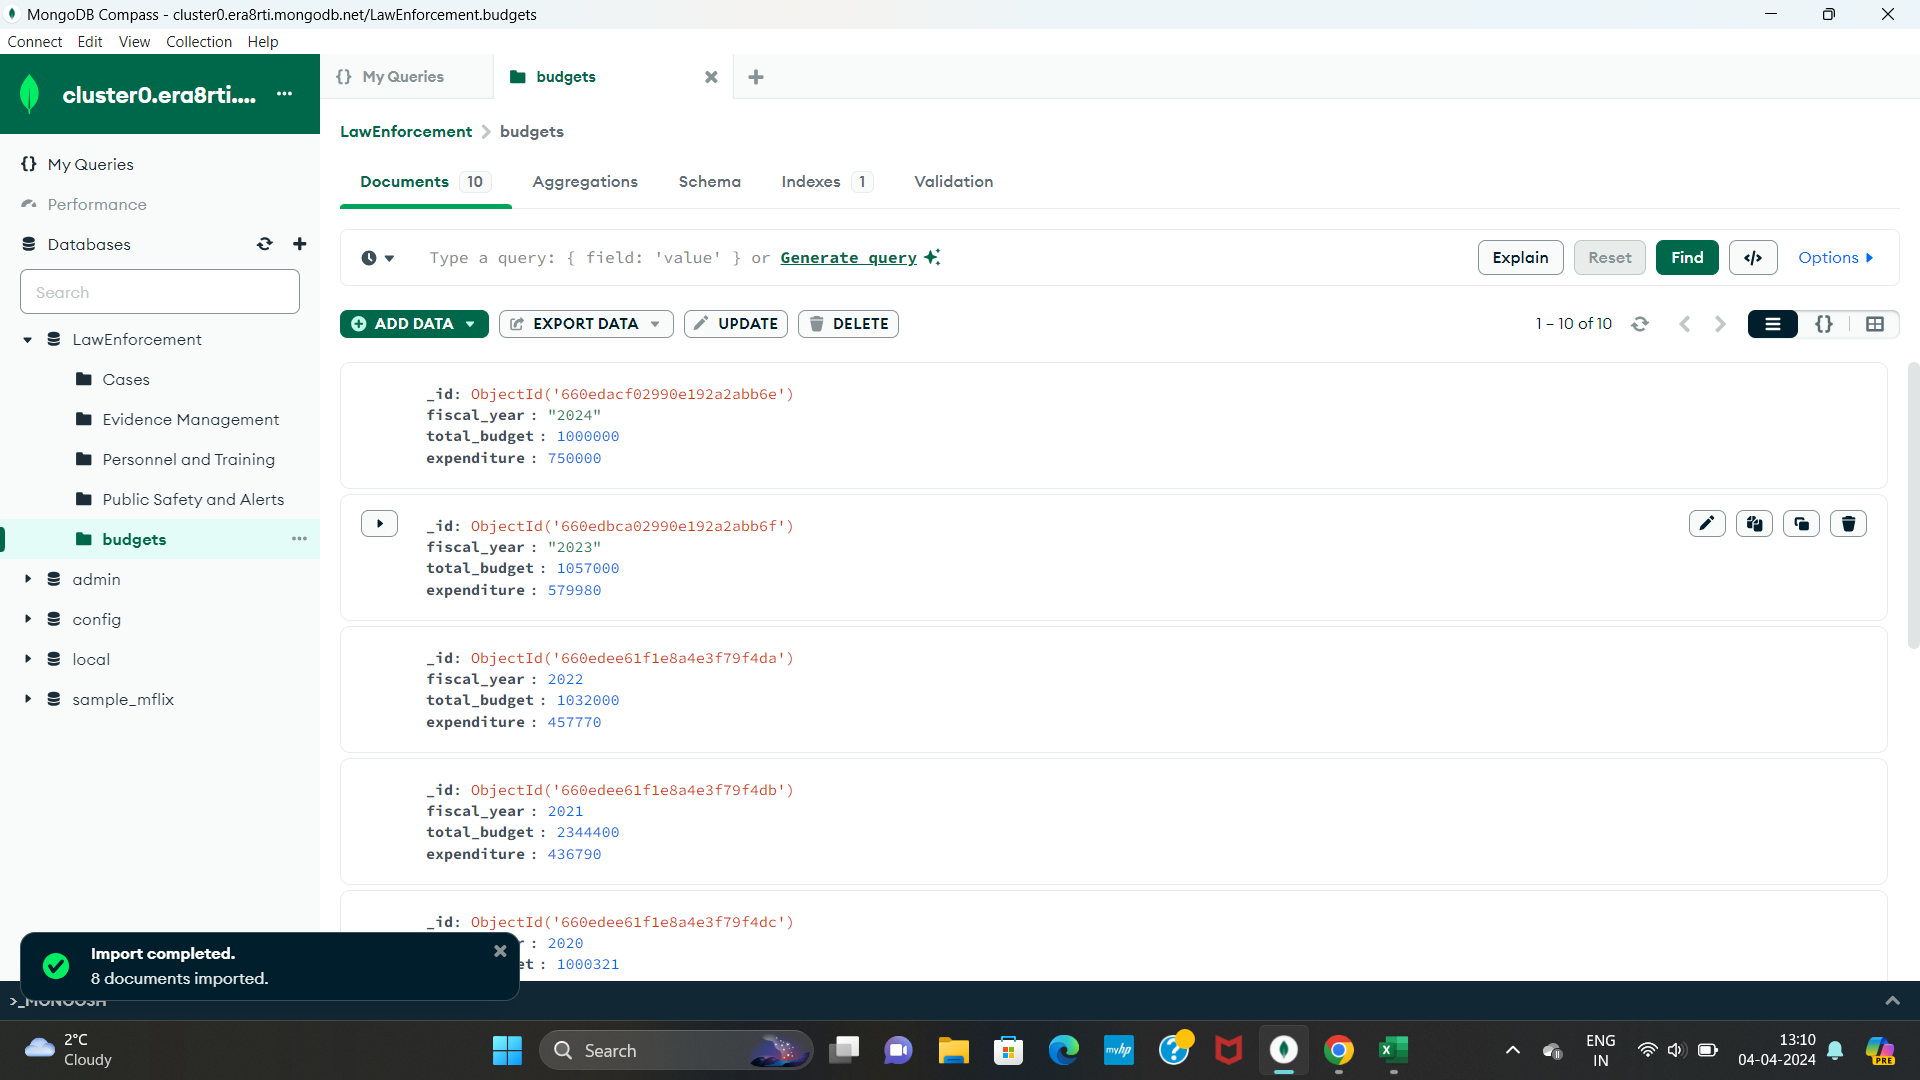 MongoDB Compass - cluster0.era8rti.mongodb.net/LawEnforcement.budgets
Connect Edit View Collection Help
cluster0.era8rti.... ...
{} My Queries
budgets
{} My Queries
Performance
Databases
Search
LawEnforcement
Cases
Evidence Management
Personnel and Training
Public Safety and Alerts
budgets ...
admin
config
local
sample_mflix
LawEnforcement > budgets
Documents 10 Aggregations Schema Indexes 1 Validation
Type a query: { field: 'value' } or Generate query
Explain Reset Find </> Options
ADD DATA EXPORT DATA UPDATE DELETE
1 – 10 of 10 {}
_id: ObjectId('660edacf02990e192a2abb6e')
fiscal_year : "2024"
total_budget : 1000000
expenditure : 750000
_id: ObjectId('660edbca02990e192a2abb6f')
fiscal_year : "2023"
total_budget : 1057000
expenditure : 579980
_id: ObjectId('660edee61f1e8a4e3f79f4da')
fiscal_year : 2022
total_budget : 1032000
expenditure : 457770
_id: ObjectId('660edee61f1e8a4e3f79f4db')
fiscal_year : 2021
total_budget : 2344400
expenditure : 436790
_id: ObjectId('660edee61f1e8a4e3f79f4dc')
r : 2020
et : 1000321
Import completed.
8 documents imported.
>_MONGOSH
2°C
Cloudy
Search
myhp
ENG
IN
13:10
04-04-2024
PRE